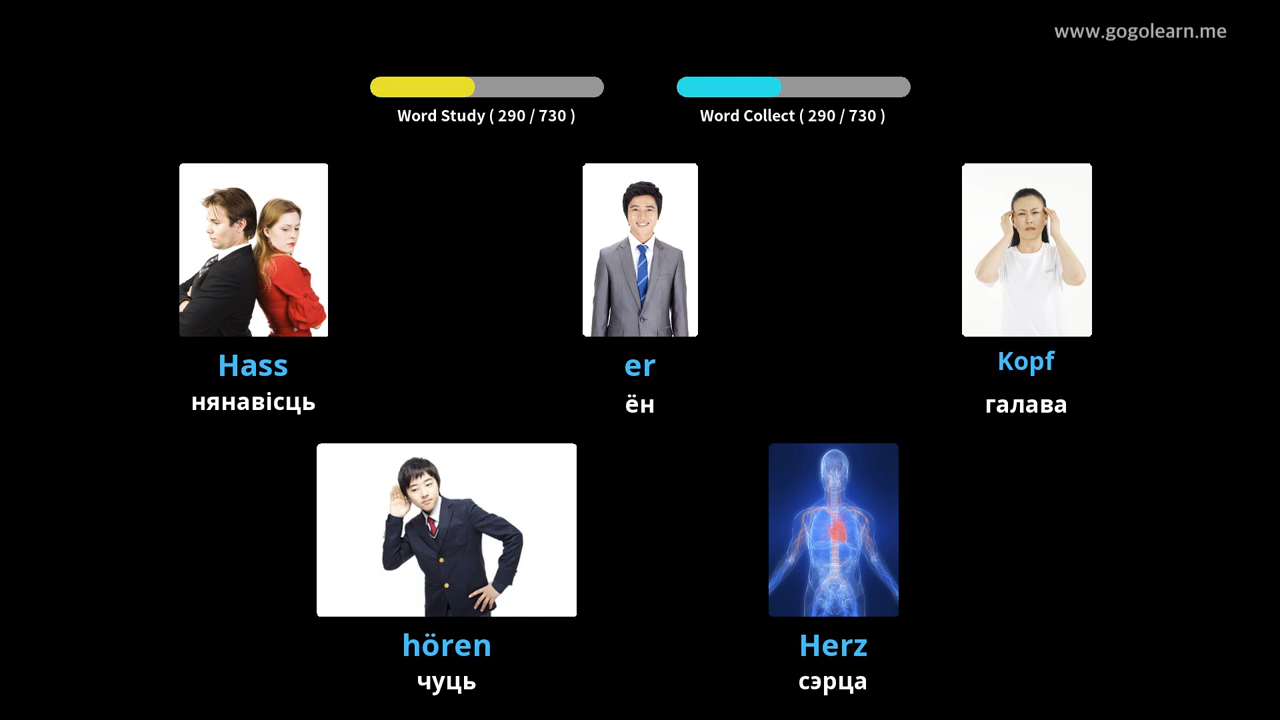 www.gogolearn.me
Word Study ( 290 / 730 )
Word Collect ( 290 / 730 )
Hass
нянавісць
er
ён
Kopf
галава
hören
чуць
Herz
сэрца